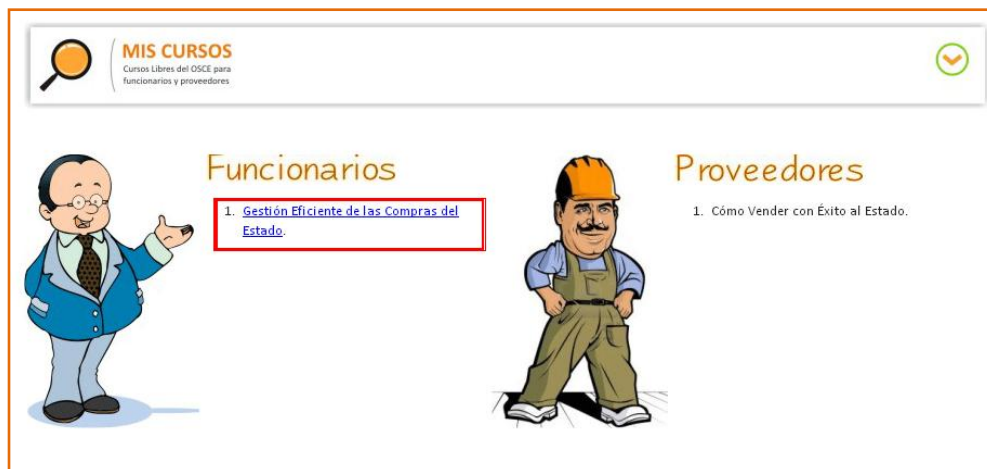 MIS CURSOS
Cursos Libres del OSCE para
funcionarios y proveedores
Funcionarios
1. Gestión Eficiente de las Compras del
Estado.
Proveedores
1. Cómo Vender con Éxito al Estado.